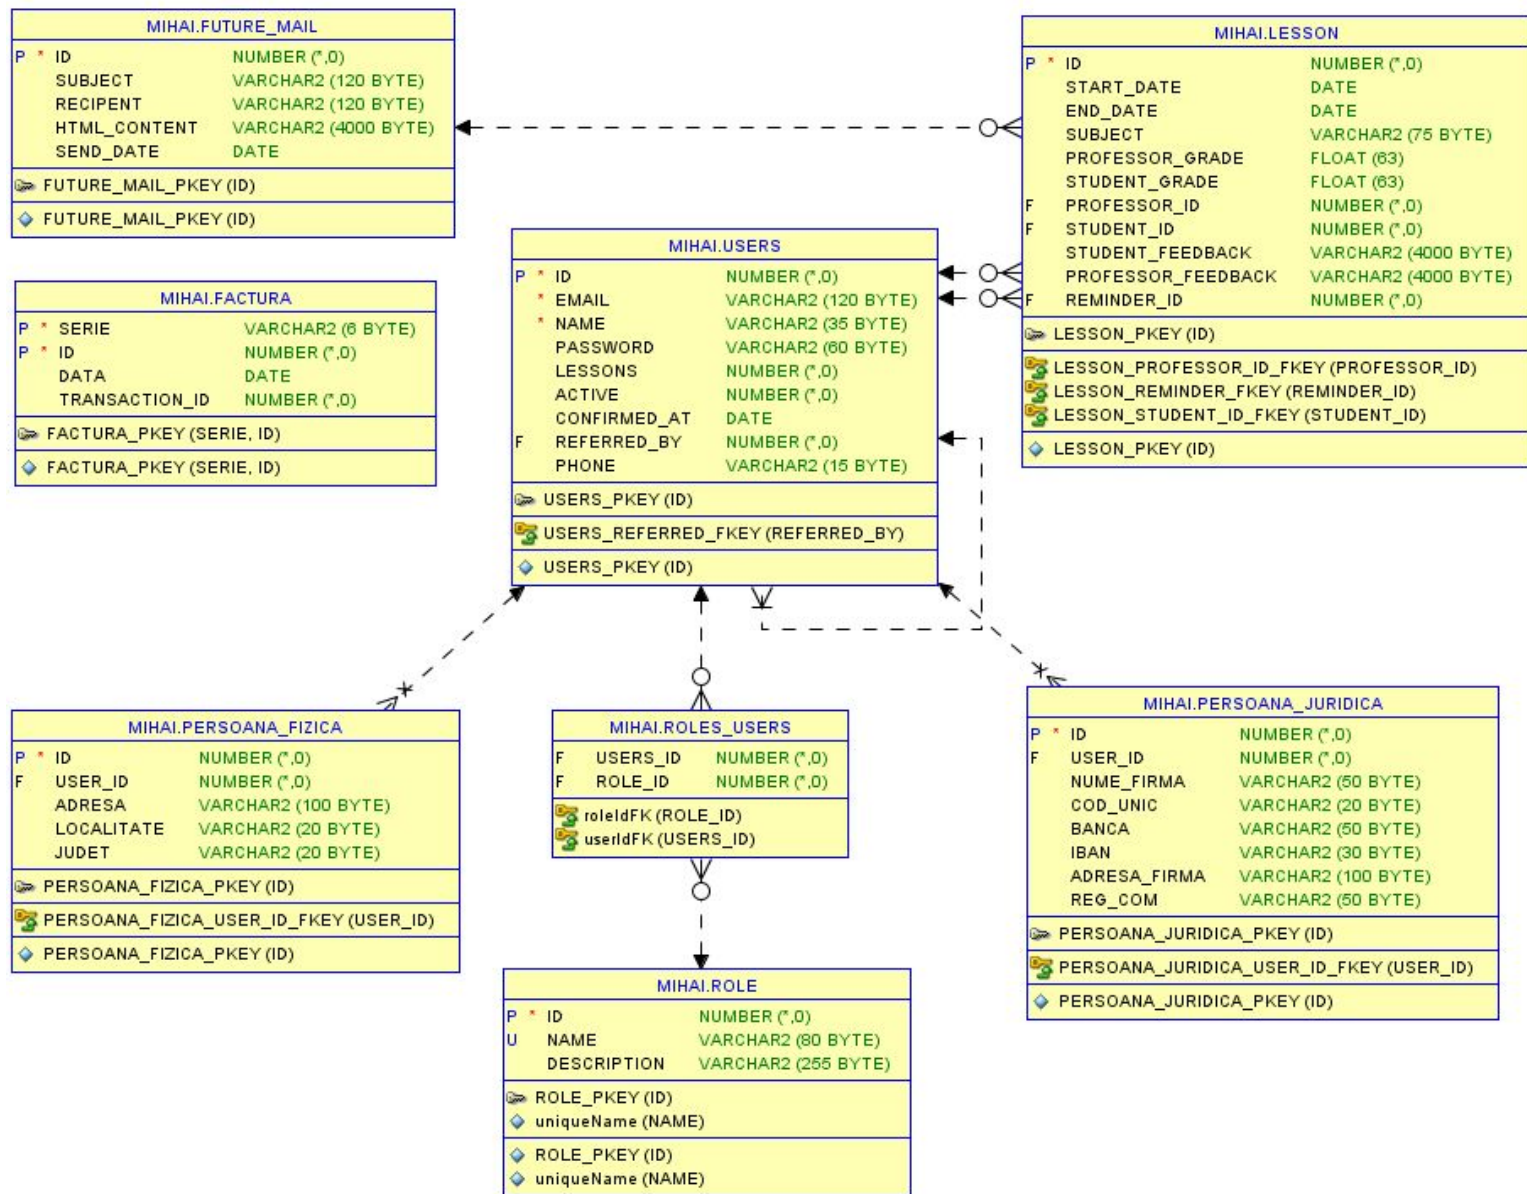 MIHAI.FUTURE_MAIL
P * ID NUMBER (*,0)
SUBJECT VARCHAR2 (120 BYTE)
RECIPENT VARCHAR2 (120 BYTE)
HTML_CONTENT VARCHAR2 (4000 BYTE)
SEND_DATE DATE
FUTURE_MAIL_PKEY (ID)
FUTURE_MAIL_PKEY (ID)
MIHAI.LESSON
P * ID NUMBER (*,0)
START_DATE DATE
END_DATE DATE
SUBJECT VARCHAR2 (75 BYTE)
PROFESSOR_GRADE FLOAT (63)
STUDENT_GRADE FLOAT (63)
F PROFESSOR_ID NUMBER (*,0)
F STUDENT_ID NUMBER (*,0)
STUDENT_FEEDBACK VARCHAR2 (4000 BYTE)
PROFESSOR_FEEDBACK VARCHAR2 (4000 BYTE)
F REMINDER_ID NUMBER (*,0)
LESSON_PKEY (ID)
LESSON_PROFESSOR_ID_FKEY (PROFESSOR_ID)
LESSON_REMINDER_FKEY (REMINDER_ID)
LESSON_STUDENT_ID_FKEY (STUDENT_ID)
LESSON_PKEY (ID)
MIHAI.USERS
P * ID NUMBER (*,0)
* EMAIL VARCHAR2 (120 BYTE)
* NAME VARCHAR2 (35 BYTE)
PASSWORD VARCHAR2 (60 BYTE)
LESSONS NUMBER (*,0)
ACTIVE NUMBER (*,0)
CONFIRMED_AT DATE
F REFERRED_BY NUMBER (*,0)
PHONE VARCHAR2 (15 BYTE)
USERS_PKEY (ID)
USERS_REFERRED_FKEY (REFERRED_BY)
USERS_PKEY (ID)
MIHAI.FACTURA
P * SERIE VARCHAR2 (6 BYTE)
P * ID NUMBER (*,0)
DATA DATE
TRANSACTION_ID NUMBER (*,0)
FACTURA_PKEY (SERIE, ID)
FACTURA_PKEY (SERIE, ID)
MIHAI.PERSOANA_FIZICA
P * ID NUMBER (*,0)
F USER_ID NUMBER (*,0)
ADRESA VARCHAR2 (100 BYTE)
LOCALITATE VARCHAR2 (20 BYTE)
JUDET VARCHAR2 (20 BYTE)
PERSOANA_FIZICA_PKEY (ID)
PERSOANA_FIZICA_USER_ID_FKEY (USER_ID)
PERSOANA_FIZICA_PKEY (ID)
MIHAI.ROLES_USERS
F USERS_ID NUMBER (*,0)
F ROLE_ID NUMBER (*,0)
roleIdFK (ROLE_ID)
userIdFK (USERS_ID)
MIHAI.PERSOANA_JURIDICA
P * ID NUMBER (*,0)
F USER_ID NUMBER (*,0)
NUME_FIRMA VARCHAR2 (50 BYTE)
COD_UNIC VARCHAR2 (20 BYTE)
BANCA VARCHAR2 (50 BYTE)
IBAN VARCHAR2 (30 BYTE)
ADRESA_FIRMA VARCHAR2 (100 BYTE)
REG_COM VARCHAR2 (50 BYTE)
PERSOANA_JURIDICA_PKEY (ID)
PERSOANA_JURIDICA_USER_ID_FKEY (USER_ID)
PERSOANA_JURIDICA_PKEY (ID)
MIHAI.ROLE
P * ID NUMBER (*,0)
U NAME VARCHAR2 (80 BYTE)
DESCRIPTION VARCHAR2 (255 BYTE)
ROLE_PKEY (ID)
uniqueName (NAME)
ROLE_PKEY (ID)
uniqueName (NAME)